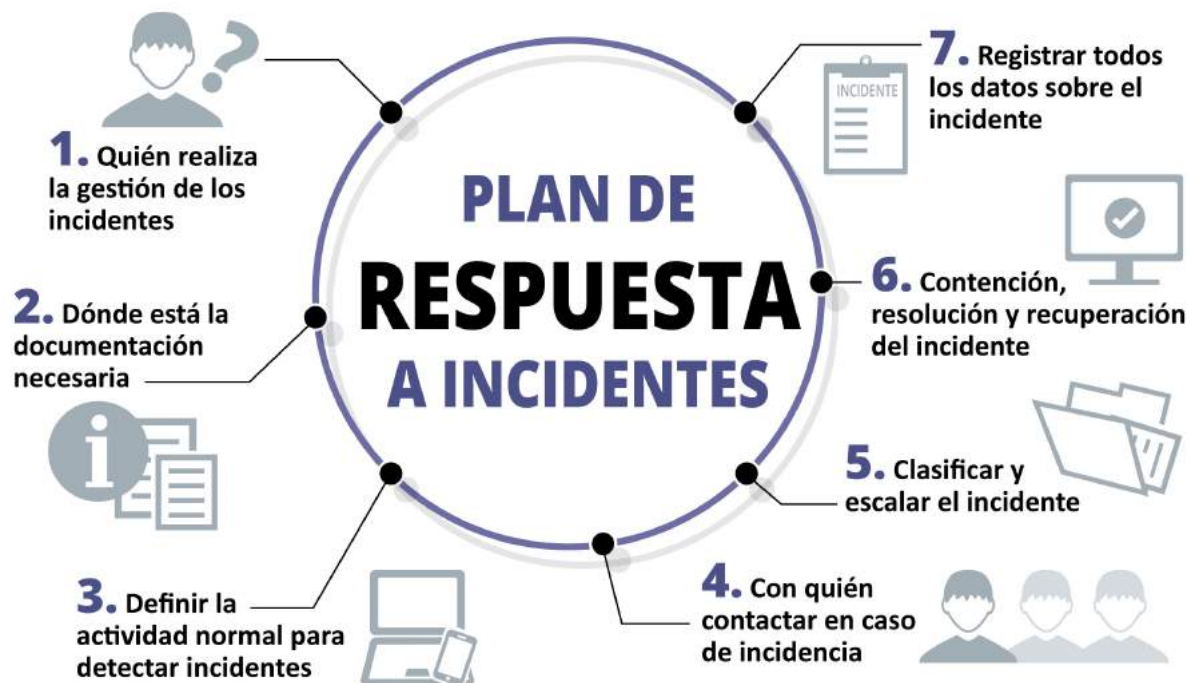 PLAN DE
RESPUESTA
A INCIDENTES
1. Quién realiza
la gestión de los
incidentes
2. Dónde está la
documentación
necesaria
i
3. Definir la
actividad normal para
detectar incidentes
4. Con quién
contactar en caso
de incidencia
5. Clasificar y
escalar el incidente
6. Contención,
resolución y recuperación
del incidente
7. Registrar todos
los datos sobre el
incidente
INCIDENTE
?